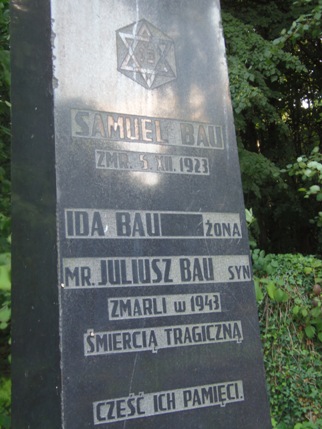 SAMUEL BAU
ZMR. 5.XII.1923
IDA BAU ŻONA
MR. JULIUSZ BAU SYN
ZMARLI W 1943
ŚMIERCIĄ TRAGICZNĄ
CZEŚĆ ICH PAMIĘCI.